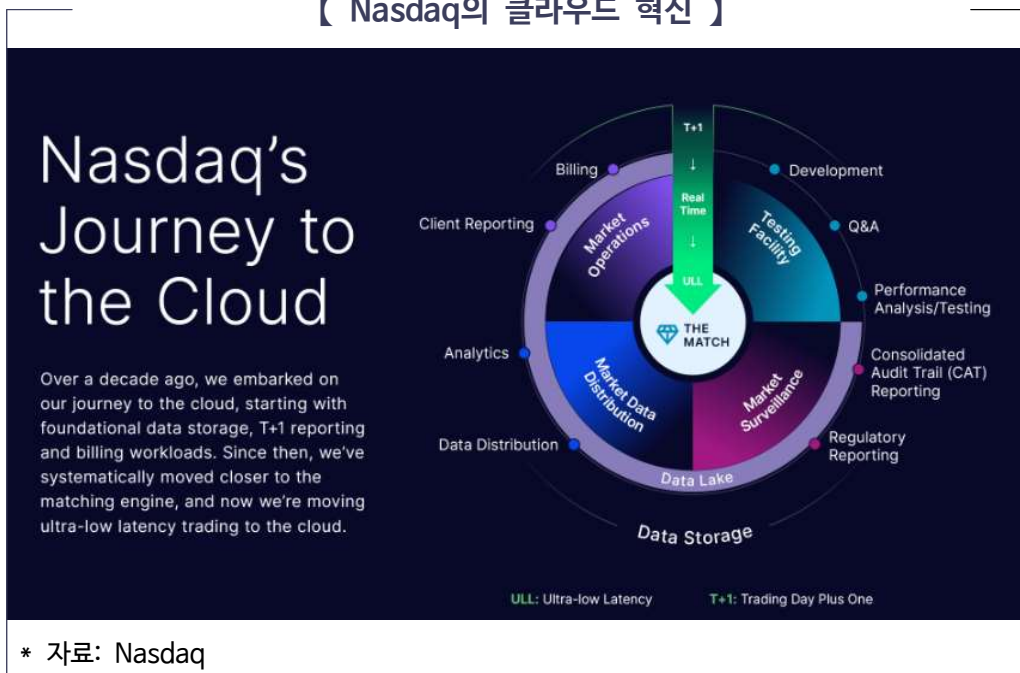 【 Nasdaq의 클라우드 혁신 】
Nasdaq's
Journey to
the Cloud
Over a decade ago, we embarked on
our journey to the cloud, starting with
foundational data storage, T+1 reporting
and billing workloads. Since then, we've
systematically moved closer to the
matching engine, and now we're moving
ultra-low latency trading to the cloud.
T+1
↓
Real
Time
↓
ULL
THE
MATCH
Billing
Client Reporting
Market
Operations
Development
Q&A
Performance
Analysis/Testing
Testing
Facility
Analytics
Data Distribution
Market Data
Distribution
Consolidated
Audit Trail (CAT)
Reporting
Regulatory
Reporting
Market
Surveillance
Data Lake
Data Storage
ULL: Ultra-low Latency
T+1: Trading Day Plus One
* 자료: Nasdaq